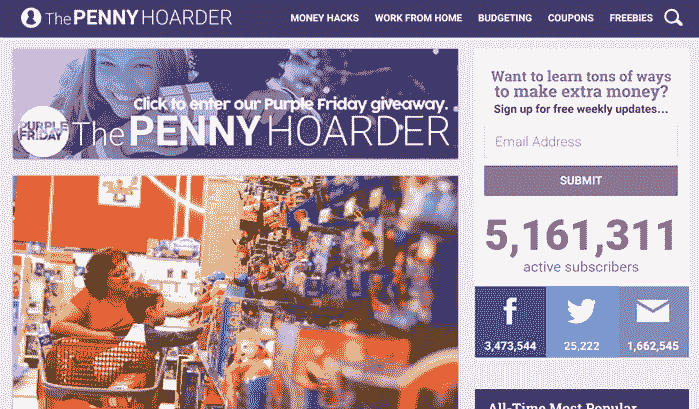 The PENNY HOARDER
MONEY HACKS
WORK FROM HOME
BUDGETING
COUPONS
FREEBIES
Click to enter our Purple Friday giveaway.
PURPLE
FRIDAY
The PENNY HOARDER
Want to learn tons of ways
to make extra money?
Sign up for free weekly updates...
Email Address
SUBMIT
5,161,311
active subscribers
3,473,544
25,222
1,662,545
All-Time Most Popular